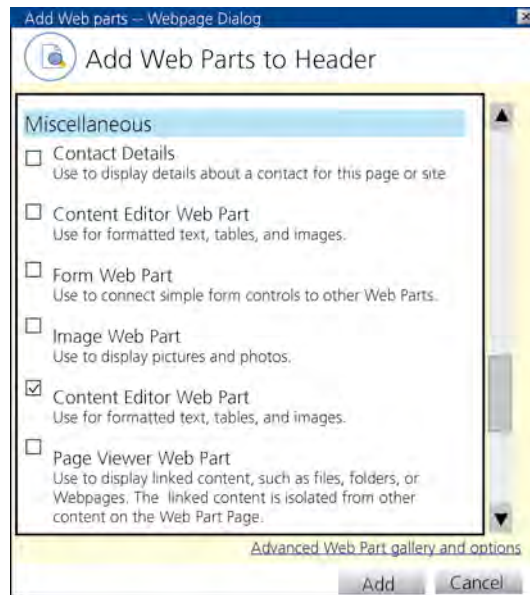 Add Web parts -- Webpage Dialog
Add Web Parts to Header
Miscellaneous
Contact Details
Use to display details about a contact for this page or site
Content Editor Web Part
Use for formatted text, tables, and images.
Form Web Part
Use to connect simple form controls to other Web Parts.
Image Web Part
Use to display pictures and photos.
Content Editor Web Part
Use for formatted text, tables, and images.
Page Viewer Web Part
Use to display linked content, such as files, folders, or
Webpages. The linked content is isolated from other
content on the Web Part Page.
Advanced Web Part gallery and options
Add Cancel